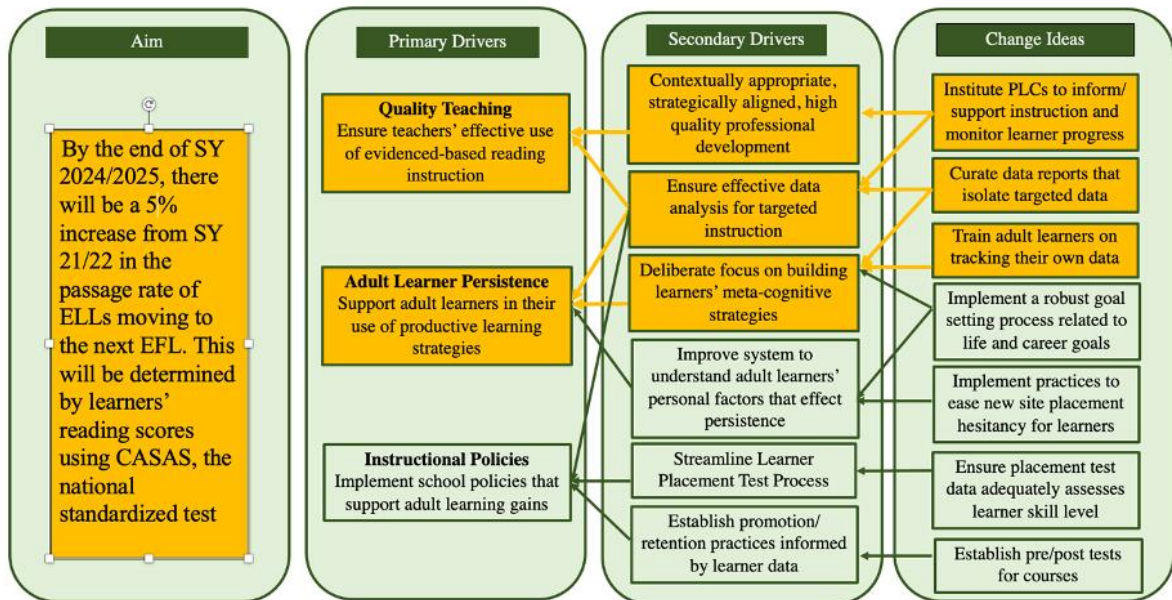 Aim
By the end of SY
2024/2025, there
will be a 5%
increase from SY
21/22 in the
passage rate of
ELLs moving to
the next EFL. This
will be determined
by learners'
reading scores
using CASAS, the
national
standardized test
Primary Drivers
Quality Teaching
Ensure teachers' effective use
of evidenced-based reading
instruction
Adult Learner Persistence
Support adult learners in their
use of productive learning
strategies
Instructional Policies
Implement school policies that
support adult learning gains
Secondary Drivers
Contextually appropriate,
strategically aligned, high
quality professional
development
Ensure effective data
analysis for targeted
instruction
Deliberate focus on building
learners' meta-cognitive
strategies
Improve system to
understand adult learners'
personal factors that effect
persistence
Streamline Learner
Placement Test Process
Establish promotion/
retention practices informed
by learner data
Change Ideas
Institute PLCs to inform/
support instruction and
monitor learner progress
Curate data reports that
isolate targeted data
Train adult learners on
tracking their own data
Implement a robust goal
setting process related to
life and career goals
Implement practices to
ease new site placement
hesitancy for learners
Ensure placement test
data adequately assesses
learner skill level
Establish pre/post tests
for courses